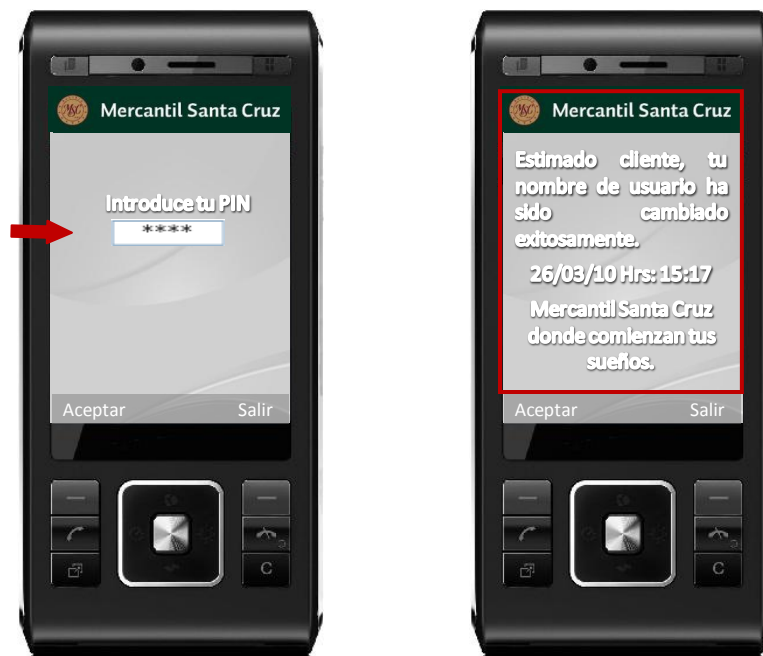 Mercantil Santa Cruz
Introduce tu PIN
****
Aceptar Salir
C
Mercantil Santa Cruz
Estimado cliente, tu
nombre de usuario ha
sido cambiado
exitosamente.
26/03/10 Hrs: 15:17
Mercantil Santa Cruz
donde comienzan tus
sueños.
Aceptar Salir
C